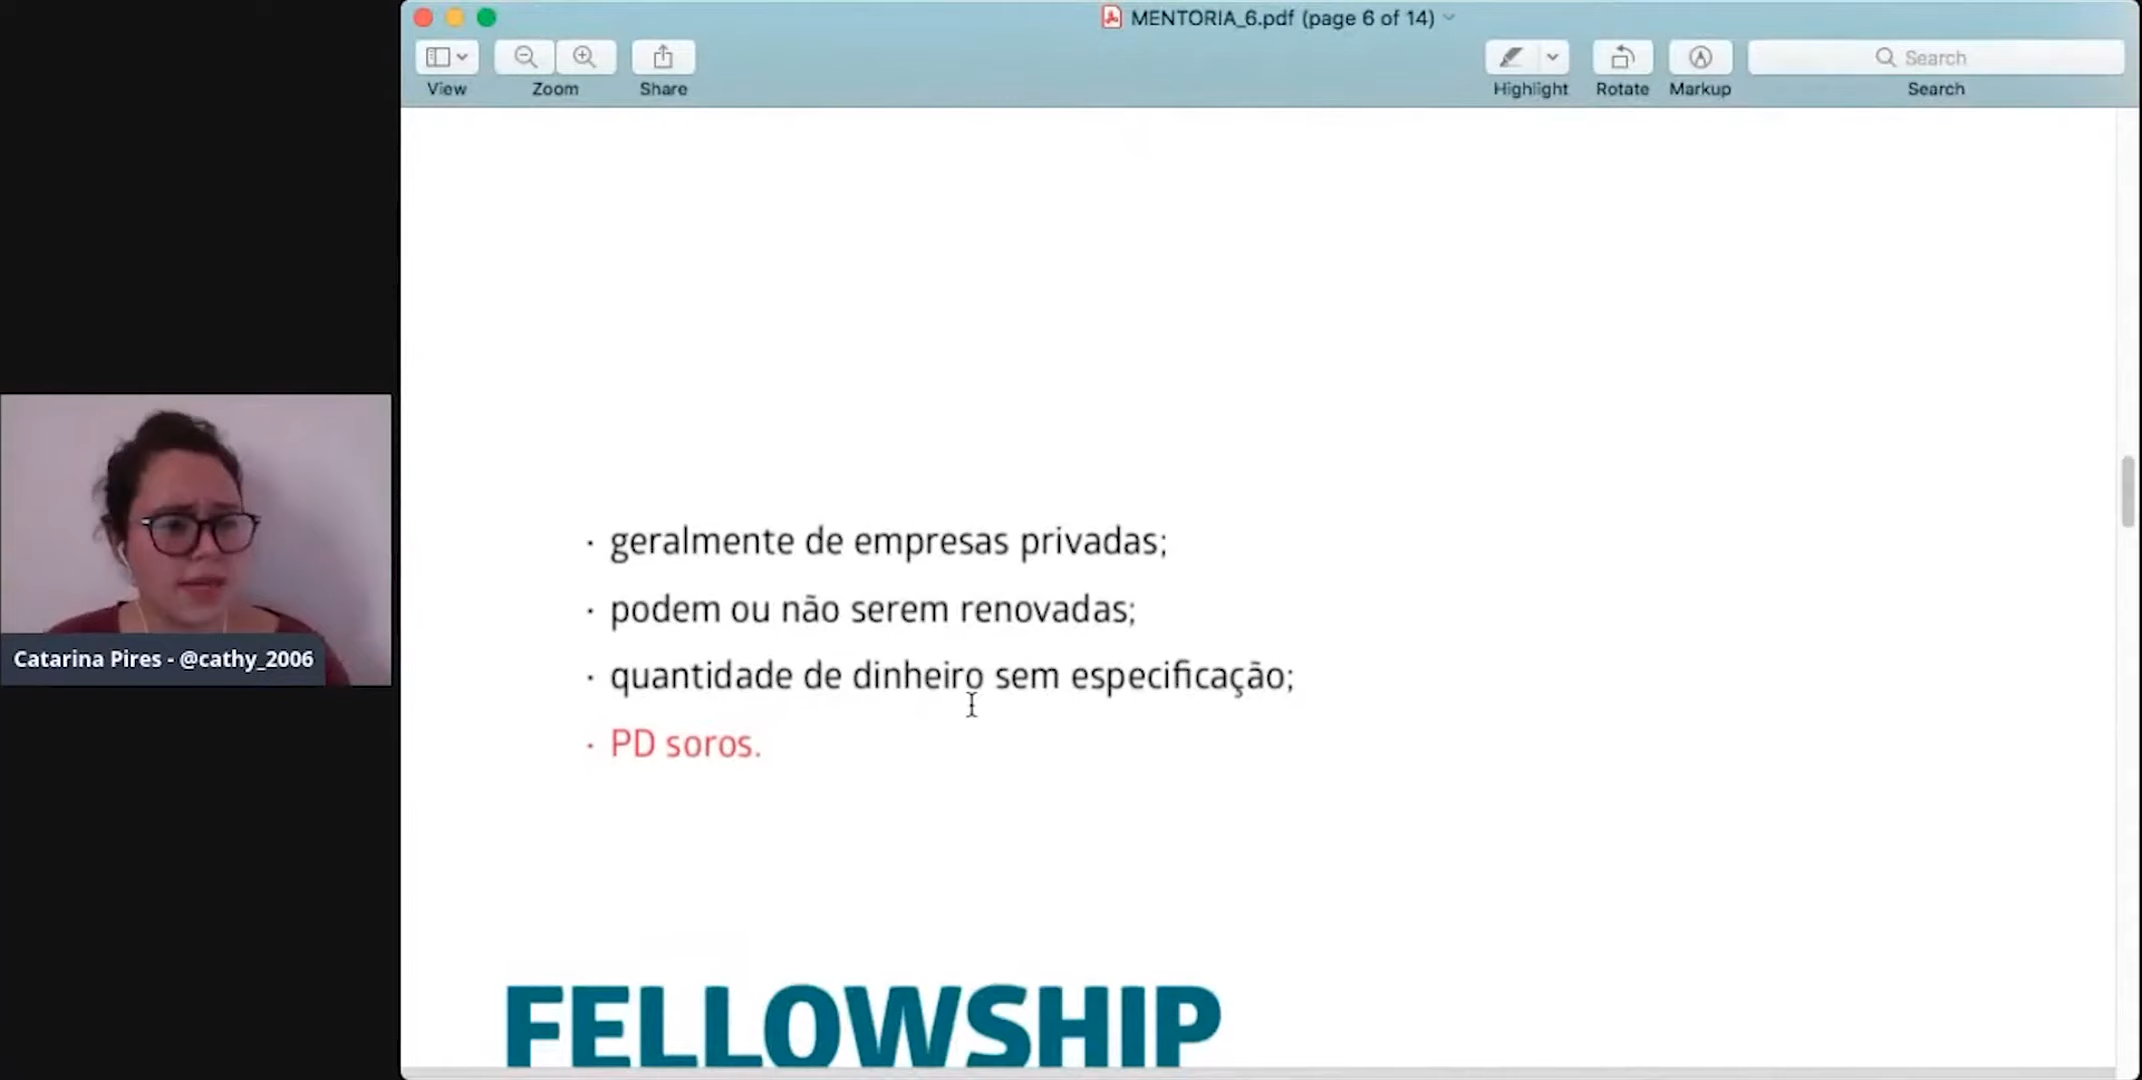 MENTORIA_6.pdf (page 6 of 14)
View
Zoom
Share
Highlight
Rotate
Markup
Search
Search
· geralmente de empresas privadas;
· podem ou não serem renovadas;
· quantidade de dinheiro sem especificação;
· PD soros.
FELLOWSHIP
Catarina Pires - @cathy_2006